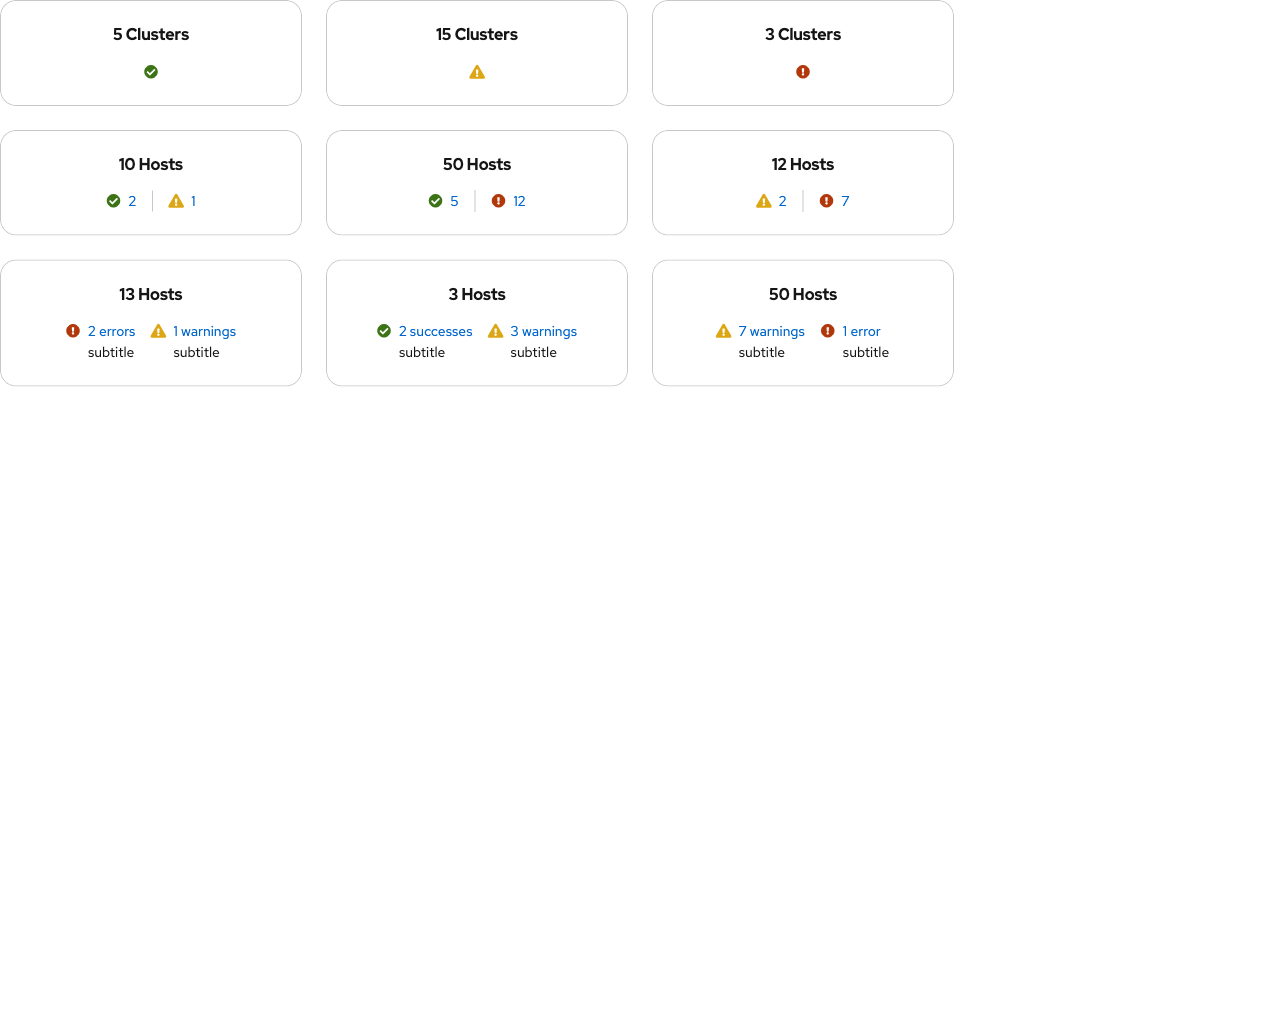 5 Clusters
15 Clusters
3 Clusters
10 Hosts
2
1
50 Hosts
5
12
12 Hosts
2
7
13 Hosts
2 errors
subtitle
1 warnings
subtitle
3 Hosts
2 successes
subtitle
3 warnings
subtitle
50 Hosts
7 warnings
subtitle
1 error
subtitle